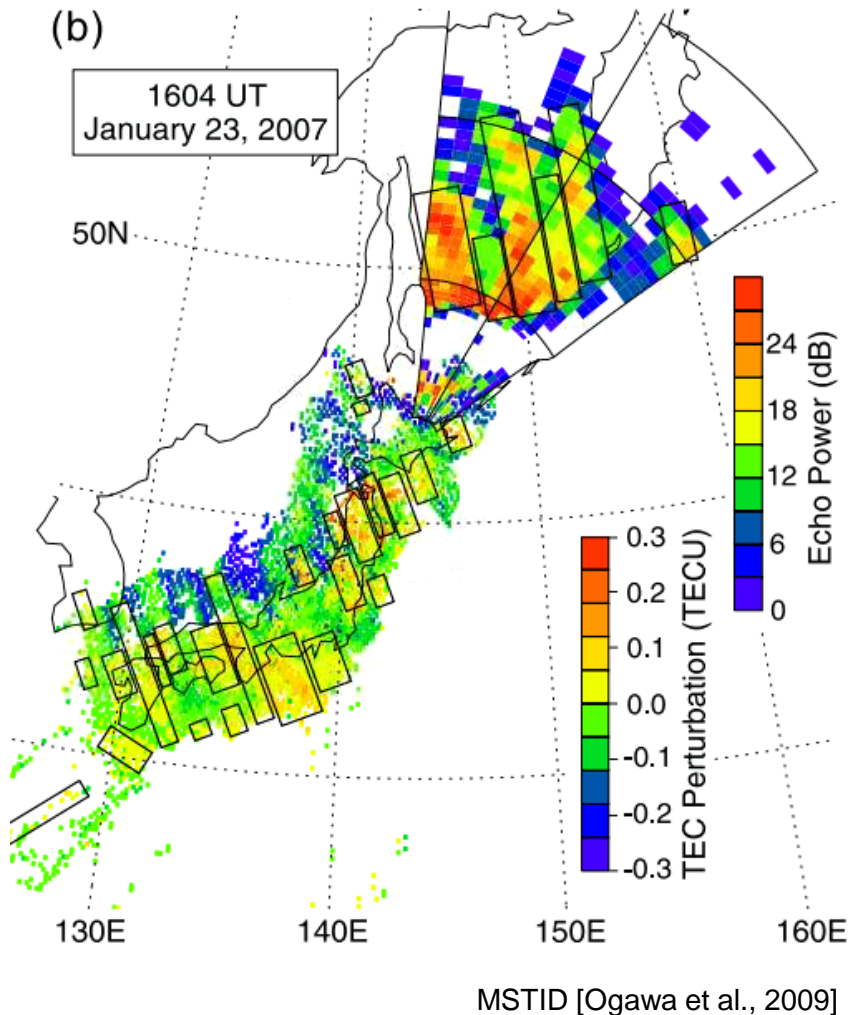 (b)
1604 UT
January 23, 2007
50N
24
18
12
6
0
Echo Power (dB)
0.3
0.2
0.1
0.0
-0.1
-0.2
-0.3
TEC Perturbation (TECU)
130E
140E
150E
160E
MSTID [Ogawa et al., 2009]